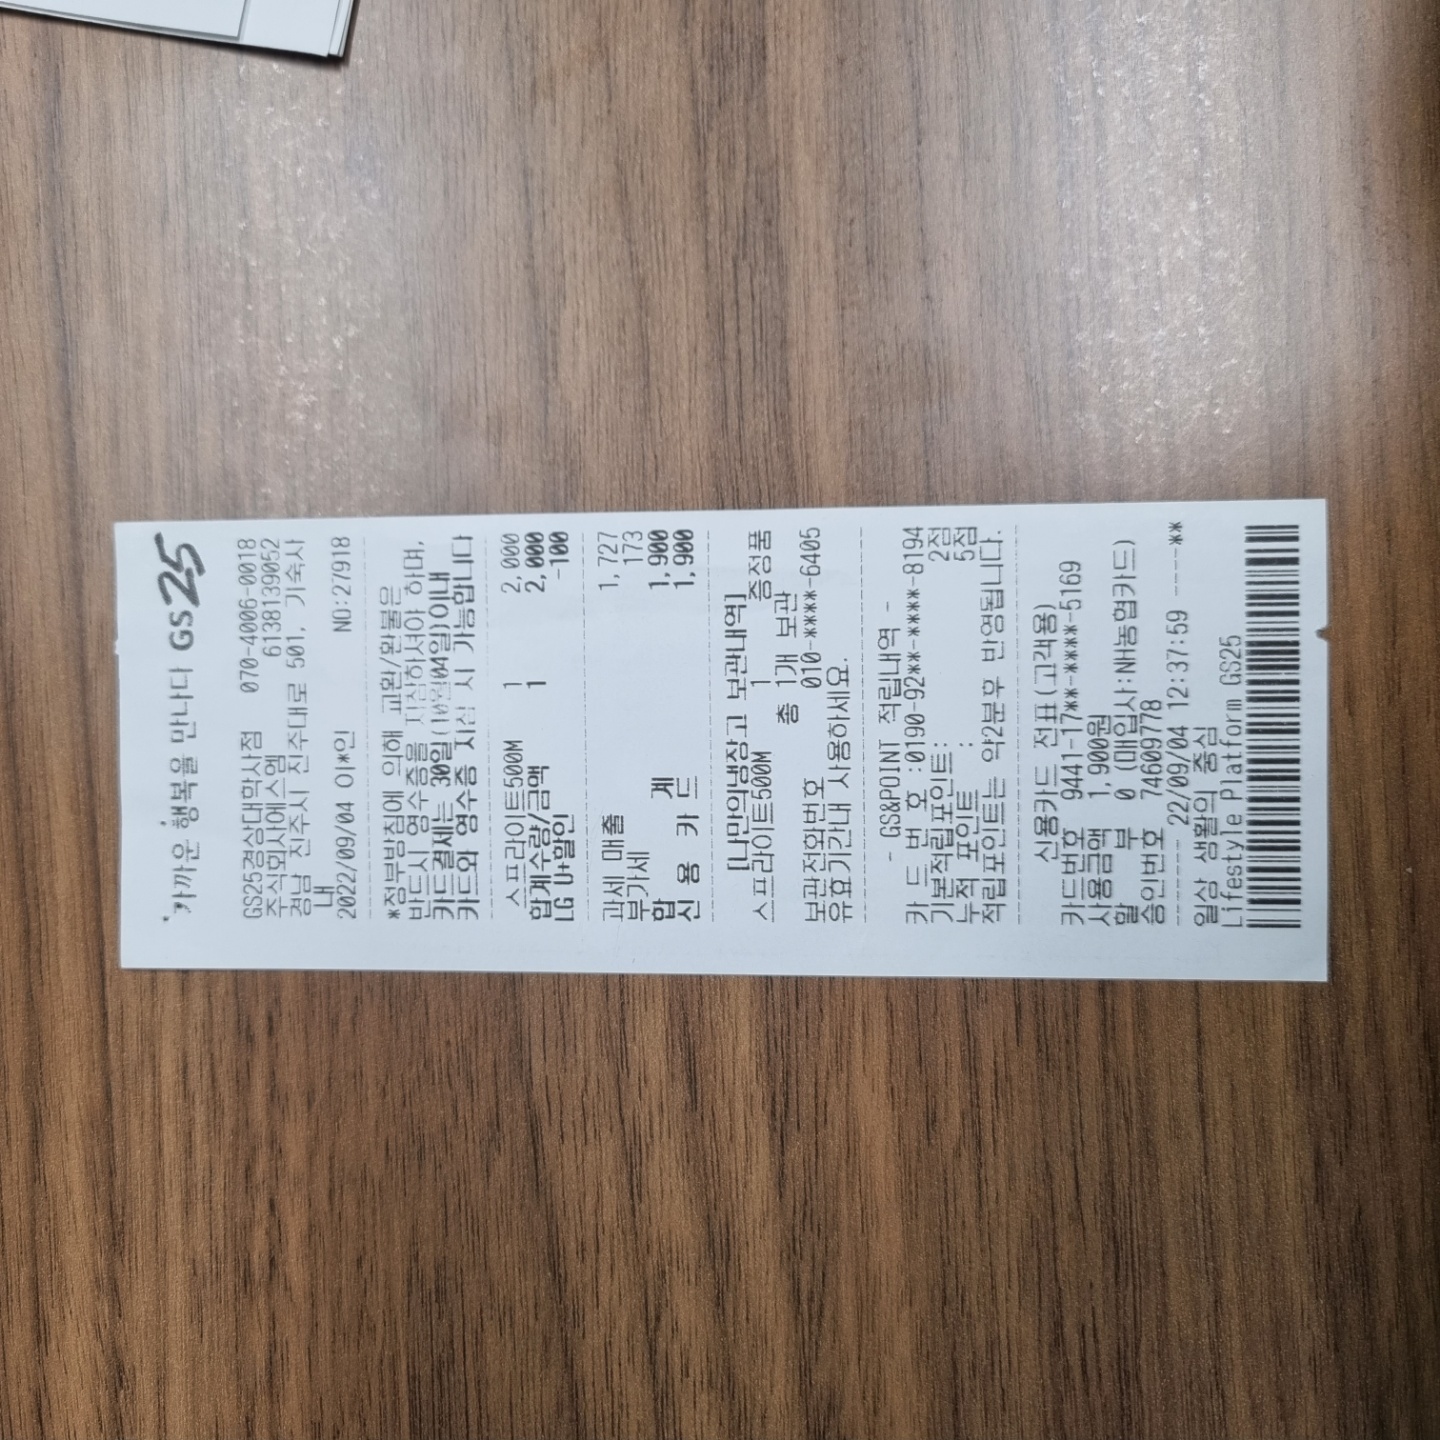 가까운 행복을 만나다 GS25
GS25경상대학사점 070-4006-0018
주식회사에스엠 6138139052
경남 진주시 진주대로 501, 기숙사
내
2022/09/04 이*인 NO:27918
*정부방침에 의해 교환/환불은
반드시 영수증을 지참하셔야 하며,
카드결제는 30일(10월04일)이내
카드와 영수증 지참 시 가능합니다
스프라이트500M 1 2,000
합계수량/금액 1 2,000
LG U+할인 -100
과세 매출 1,727
부가세 173
합 계 1,900
신 용 카 드 1,900
[나만의냉장고 보관내역]
스프라이트500M 1 증정품
총 1개 보관
보관전화번호 010-****-6405
유효기간내 사용하세요.
- GS&POINT 적립내역 -
카 드 번 호 :0190-92**-****-8194
기본적립포인트: 2점
누적 포인트 : 5점
적립포인트는 약2분후 반영됩니다.
신용카드 전표(고객용)
카드번호 9441-17**-****-5169
사용금액 1,900원
할 부 0 (매입사:NH농협카드)
승인번호 74609778
------- 22/09/04 12:37:59 ----**
일상 생활의 중심
Lifestyle Platform GS25